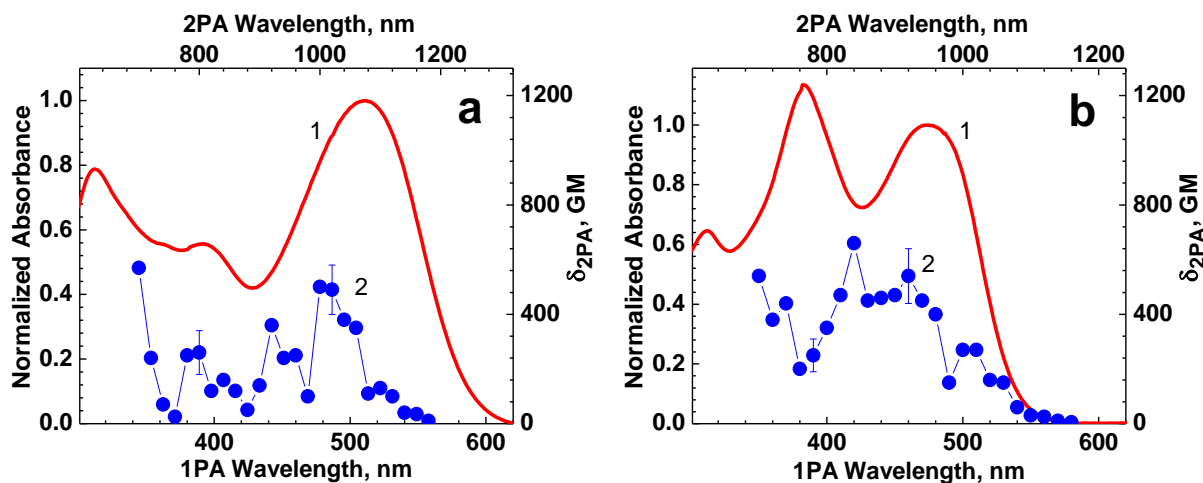 2PA Wavelength, nm
800 1000 1200
1.0
0.8
0.6
0.4
0.2
0.0
Normalized Absorbance
a
1
2
1200
800
400
0
δ2PA, GM
400 500 600
1PA Wavelength, nm
2PA Wavelength, nm
800 1000 1200
1.0
0.8
0.6
0.4
0.2
0.0
Normalized Absorbance
b
1
2
1200
800
400
0
δ2PA, GM
400 500 600
1PA Wavelength, nm